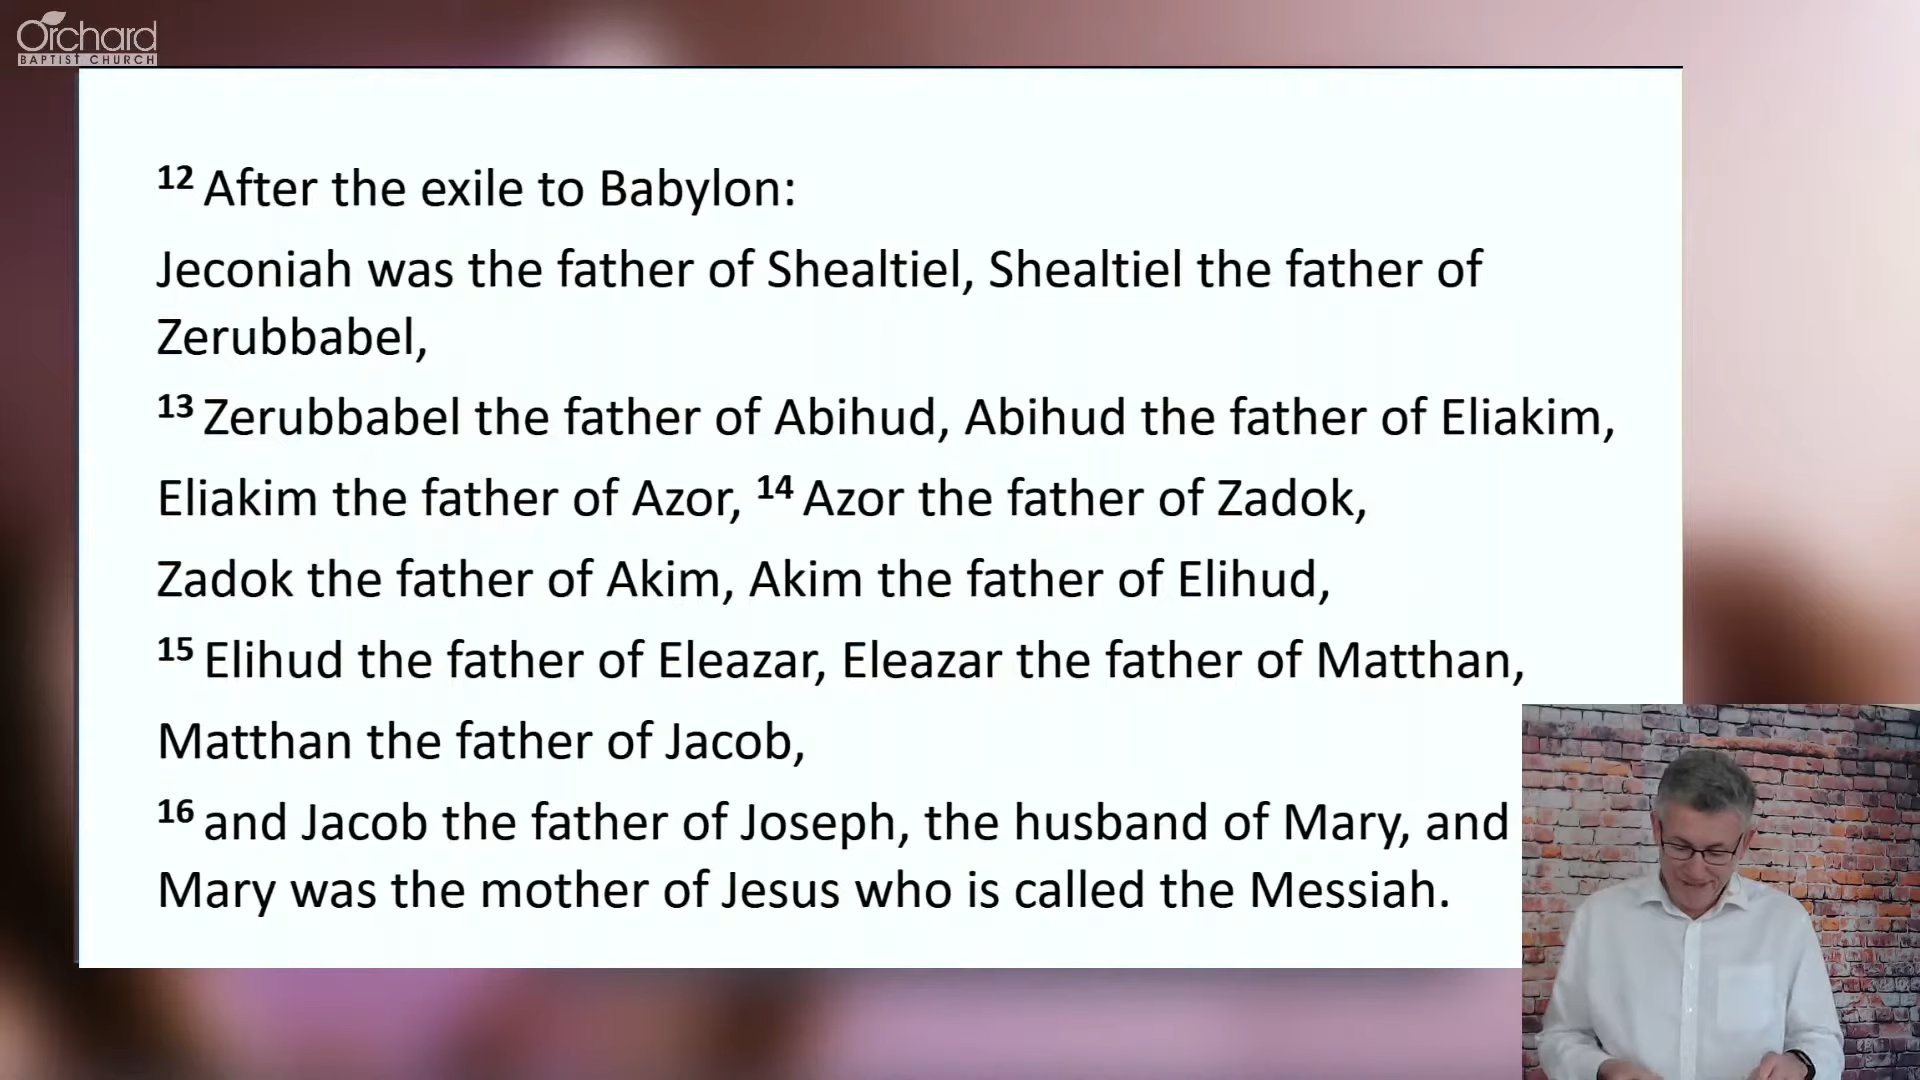 Orchard
BAPTIST CHURCH
12 After the exile to Babylon:
Jeconiah was the father of Shealtiel, Shealtiel the father of
Zerubbabel,
13 Zerubbabel the father of Abihud, Abihud the father of Eliakim,
Eliakim the father of Azor, 14 Azor the father of Zadok,
Zadok the father of Akim, Akim the father of Elihud,
15 Elihud the father of Eleazar, Eleazar the father of Matthan,
Matthan the father of Jacob,
16 and Jacob the father of Joseph, the husband of Mary, and
Mary was the mother of Jesus who is called the Messiah.